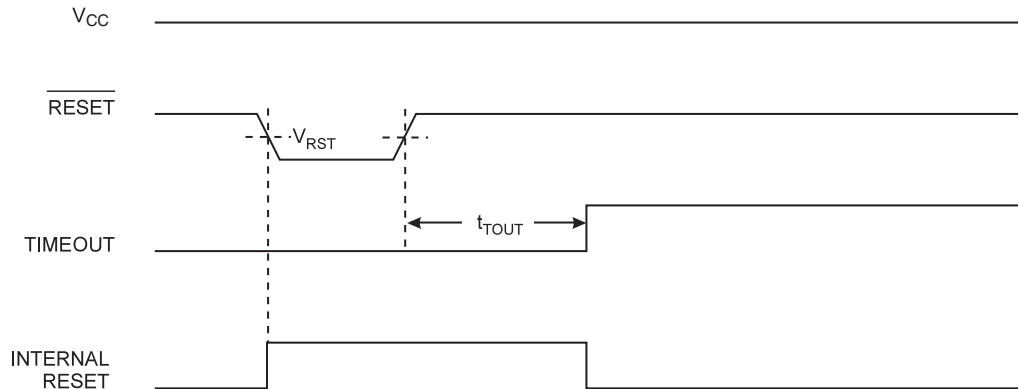 VCC
RESET
VRST
tTOUT
TIMEOUT
INTERNAL
RESET